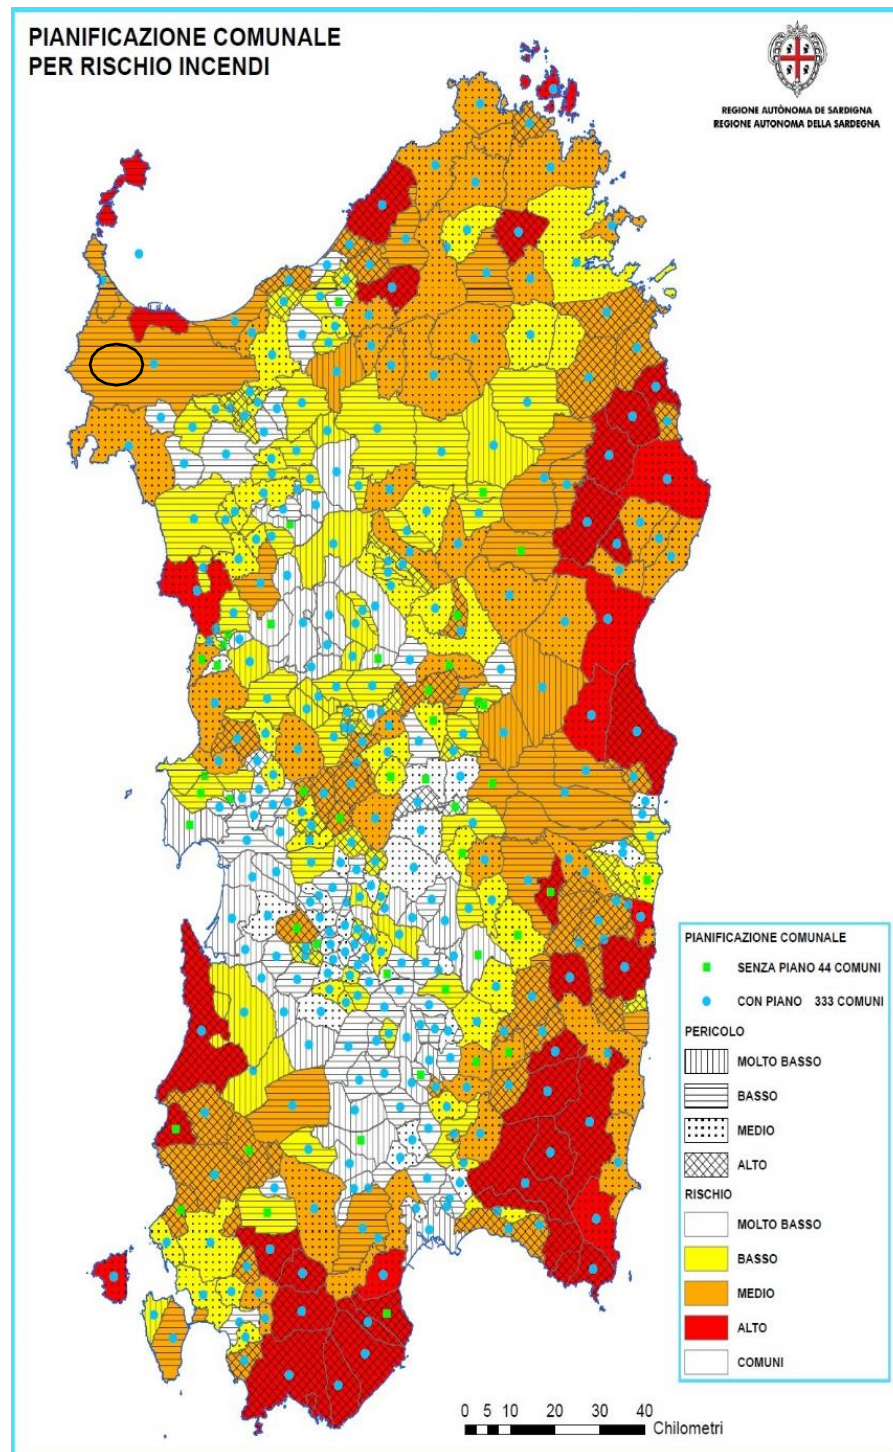 PIANIFICAZIONE COMUNALE
PER RISCHIO INCENDI
REGIONE AUTÒNOMA DE SARDIGNA
REGIONE AUTONOMA DELLA SARDEGNA
PIANIFICAZIONE COMUNALE
SENZA PIANO 44 COMUNI
CON PIANO 333 COMUNI
PERICOLO
MOLTO BASSO
BASSO
MEDIO
ALTO
RISCHIO
MOLTO BASSO
BASSO
MEDIO
ALTO
COMUNI
0 5 10 20 30 40
Chilometri